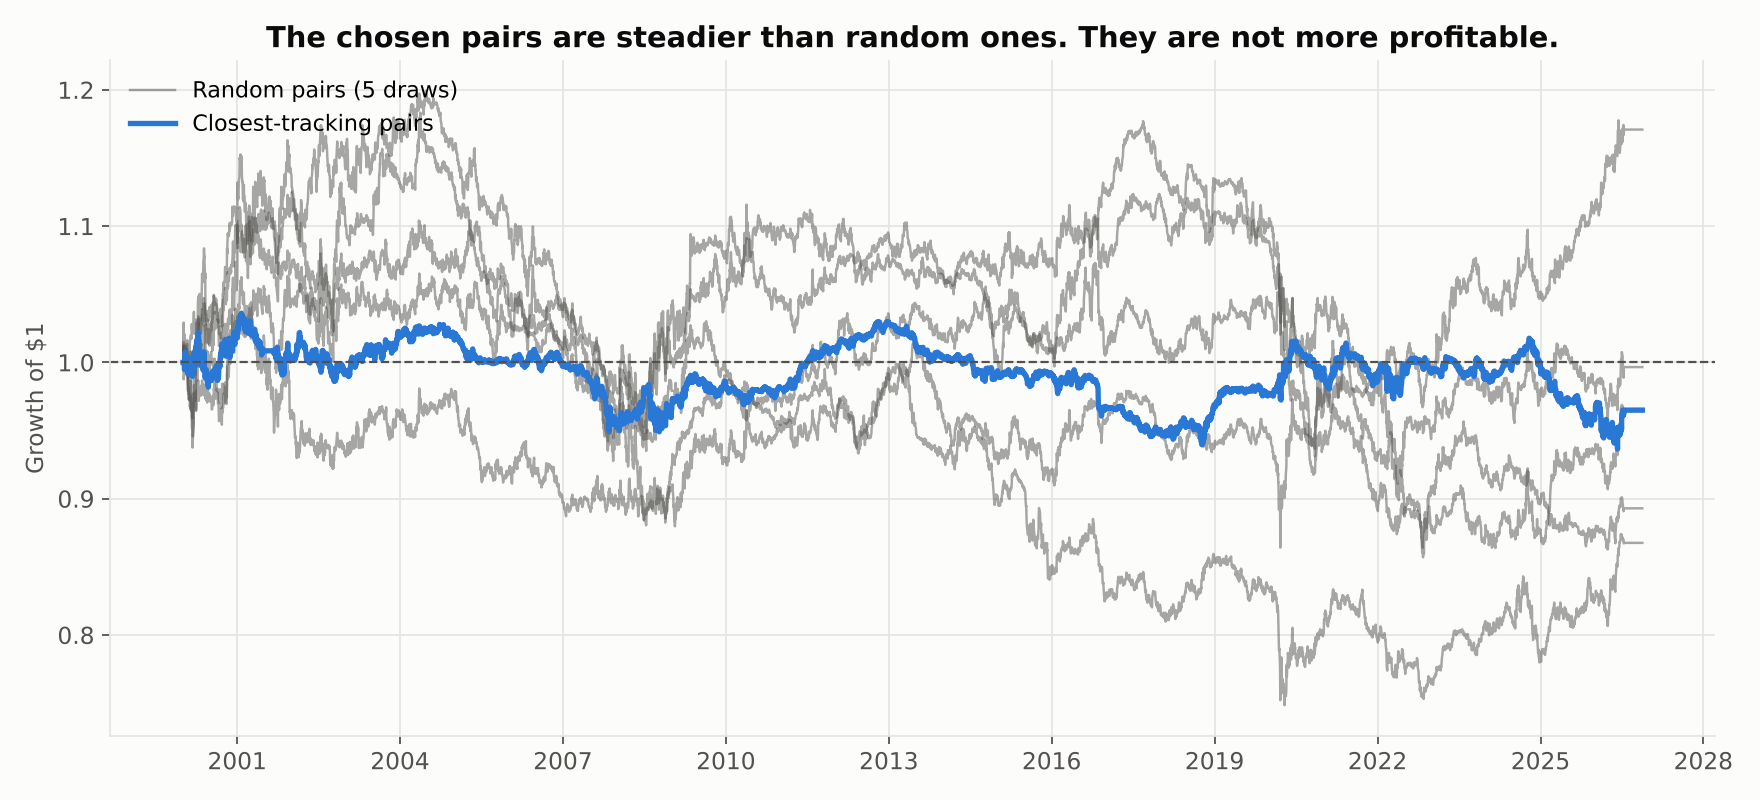 The chosen pairs are steadier than random ones. They are not more profitable.
Random pairs (5 draws)
Closest-tracking pairs
Growth of $1
1.2
1.1
1.0
0.9
0.8
2001 2004 2007 2010 2013 2016 2019 2022 2025 2028